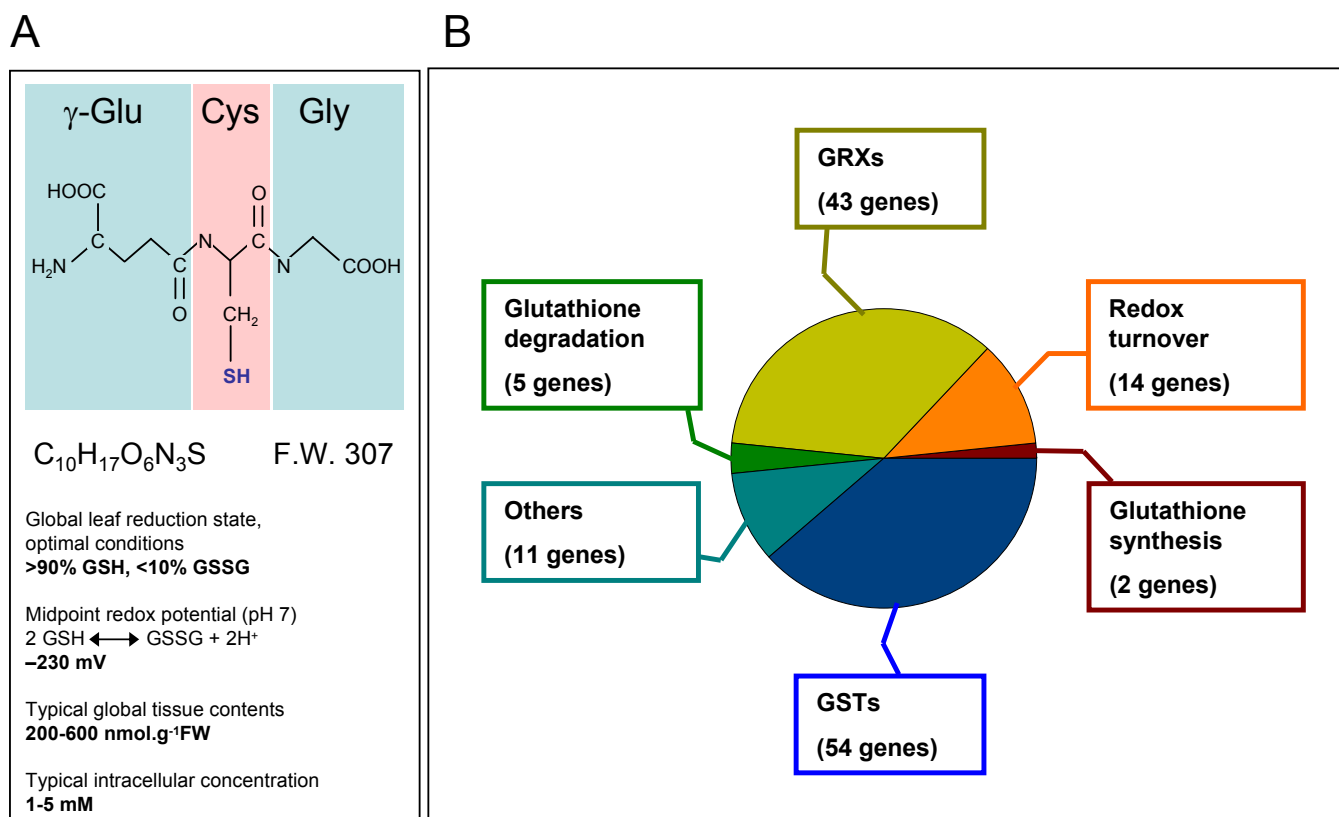 A
B
γ-Glu Cys Gly
HOOC
O
C
N
C
H₂N
C
N
COOH
O
CH₂
SH
C₁₀H₁₇O₆N₃S F.W. 307
Global leaf reduction state,
optimal conditions
>90% GSH, <10% GSSG
Midpoint redox potential (pH 7)
2 GSH ⟷ GSSG + 2H⁺
–230 mV
Typical global tissue contents
200-600 nmol.g⁻¹FW
Typical intracellular concentration
1-5 mM
GRXs
(43 genes)
Glutathione
degradation
(5 genes)
Redox
turnover
(14 genes)
Others
(11 genes)
Glutathione
synthesis
(2 genes)
GSTs
(54 genes)